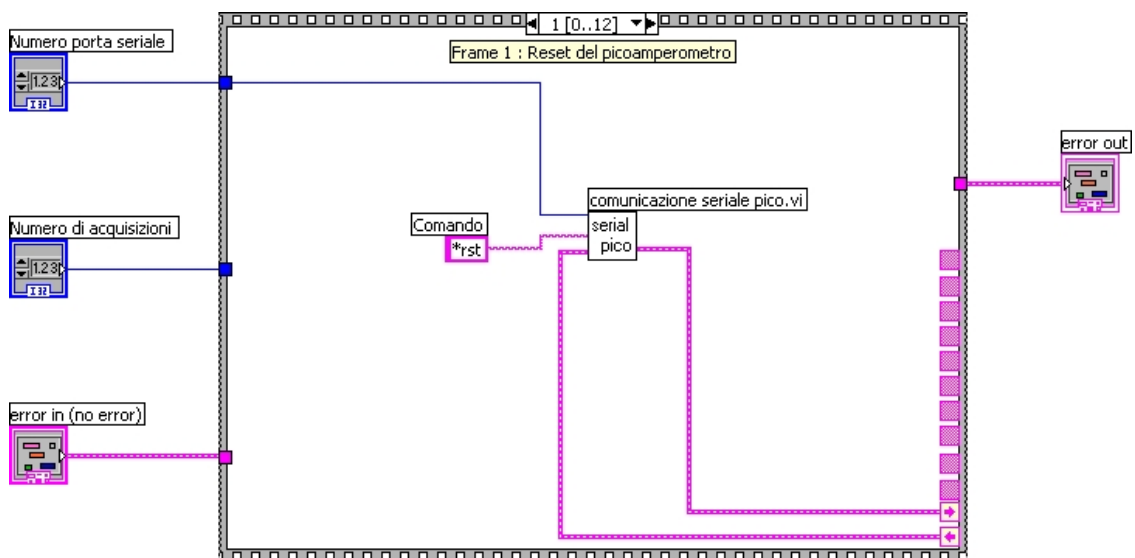 1 [0..12]
Frame 1 : Reset del picoamperometro
Numero porta seriale
1.23
I32
error out
comunicazione seriale pico.vi
serial
pico
Comando
*rst
Numero di acquisizioni
1.23
I32
error in (no error)